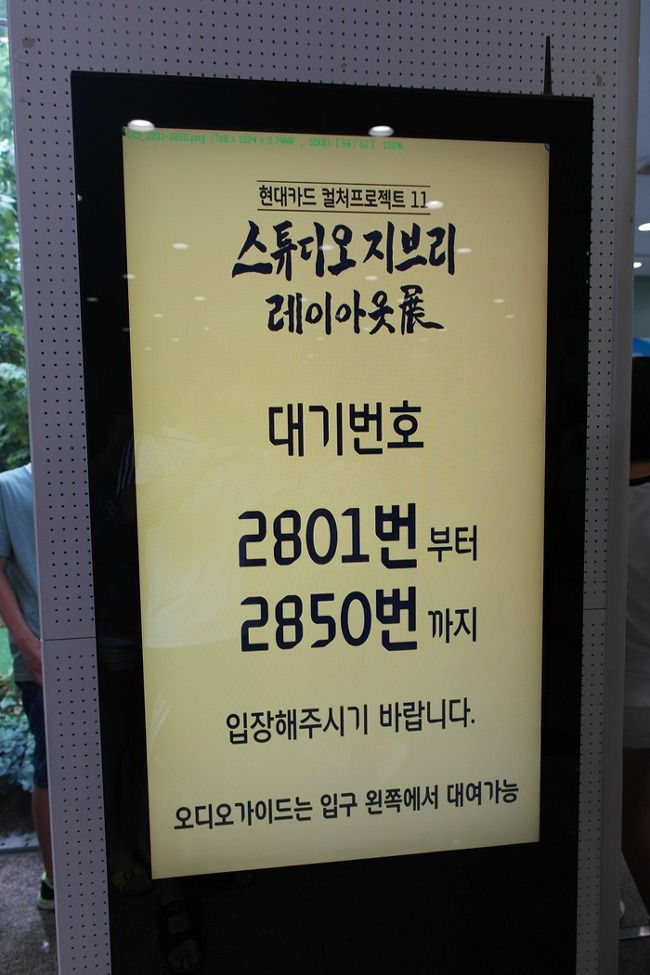 현대카드 컬처프로젝트 11
스튜디오 지브리
레이아웃展
대기번호
2801번 부터
2850번 까지
입장해주시기 바랍니다.
오디오가이드는 입구 왼쪽에서 대여가능